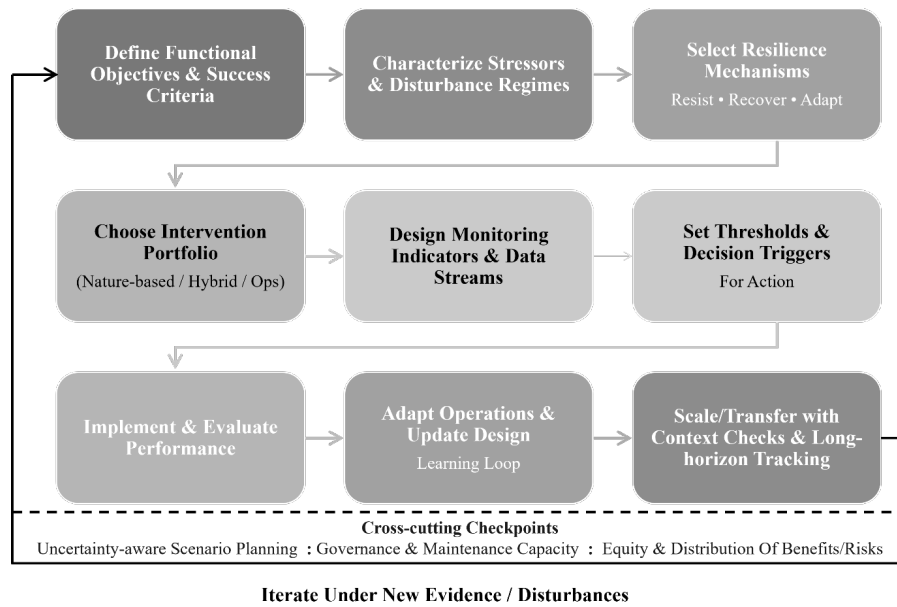 Define Functional
Objectives & Success
Criteria
Characterize Stressors
& Disturbance Regimes
Select Resilience
Mechanisms
Resist • Recover • Adapt
Choose Intervention
Portfolio
(Nature-based / Hybrid / Ops)
Design Monitoring
Indicators & Data
Streams
Set Thresholds &
Decision Triggers
For Action
Implement & Evaluate
Performance
Adapt Operations &
Update Design
Learning Loop
Scale/Transfer with
Context Checks & Long-
horizon Tracking
Cross-cutting Checkpoints
Uncertainty-aware Scenario Planning : Governance & Maintenance Capacity : Equity & Distribution Of Benefits/Risks
Iterate Under New Evidence / Disturbances